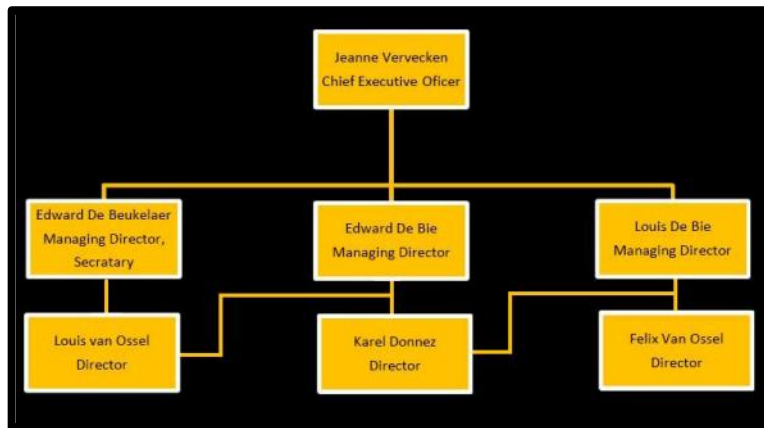 Jeanne Vervecken
Chief Executive Oficer
Edward De Beukelaer
Managing Director,
Secratary
Edward De Bie
Managing Director
Louis De Bie
Managing Director
Louis van Ossel
Director
Karel Donnez
Director
Felix Van Ossel
Director